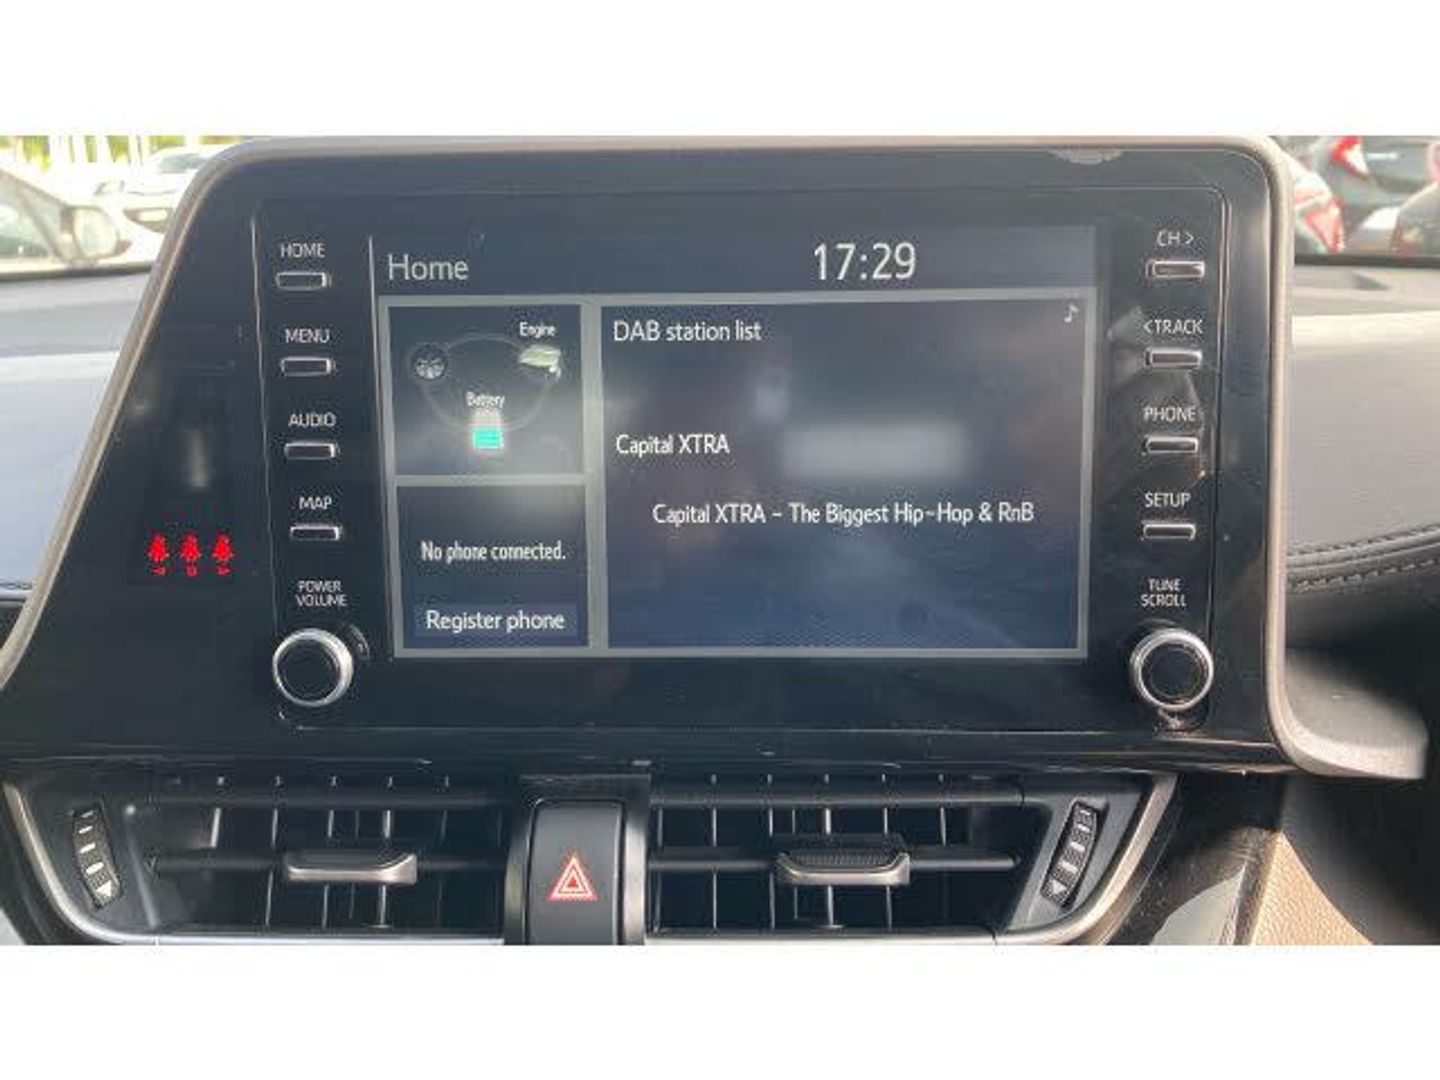 HOME
MENU
AUDIO
MAP
POWER
VOLUME
Home
17:29
Engine
Battery
No phone connected.
Register phone
DAB station list
Capital XTRA
Capital XTRA - The Biggest Hip-Hop & RnB
CH >
<TRACK
PHONE
SETUP
TUNE
SCROLL